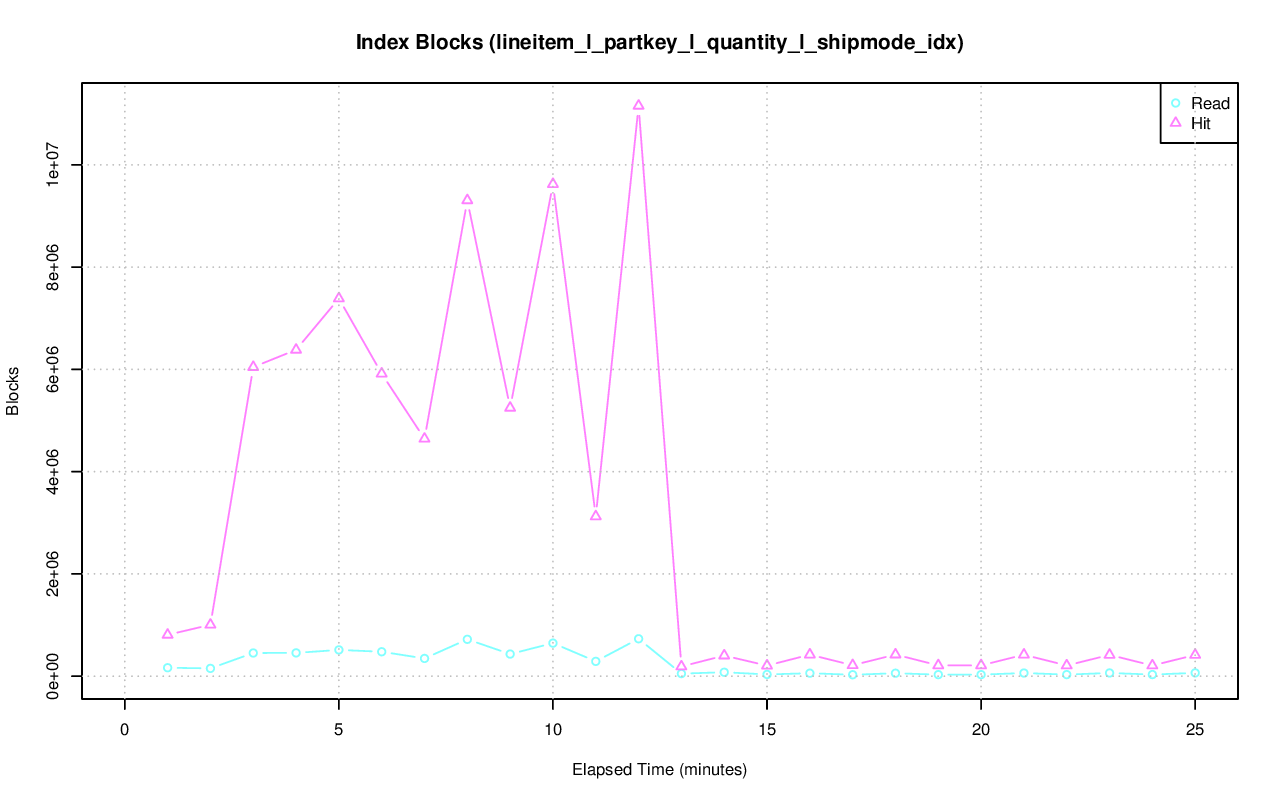 Index Blocks (lineitem_l_partkey_l_quantity_l_shipmode_idx)
Read
Hit
1e+07
8e+06
6e+06
4e+06
2e+06
0e+00
Blocks
0 5 10 15 20 25
Elapsed Time (minutes)